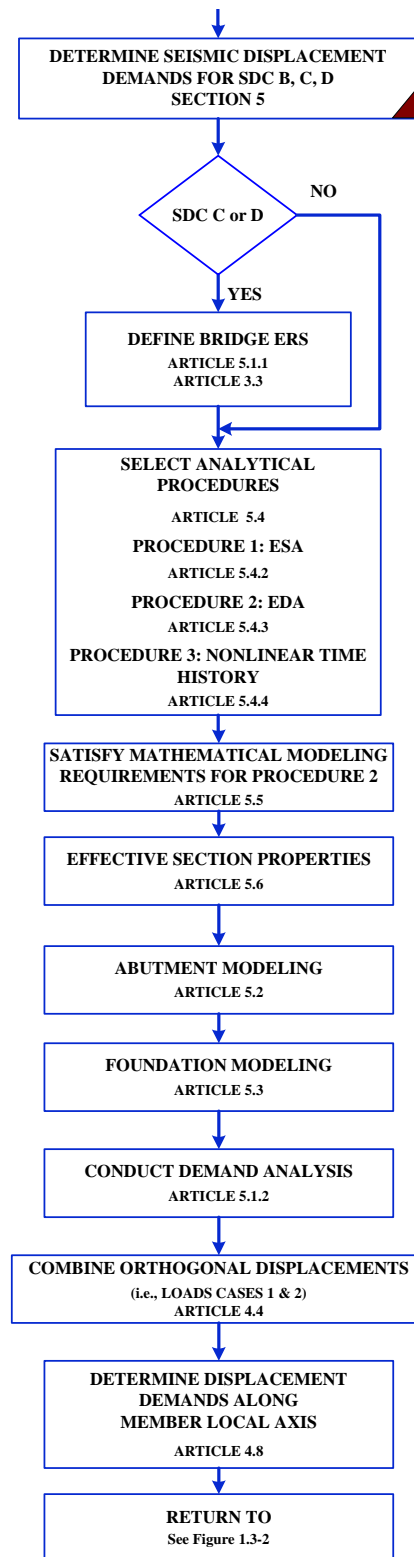 DETERMINE SEISMIC DISPLACEMENT
DEMANDS FOR SDC B, C, D
SECTION 5
NO
SDC C or D
YES
DEFINE BRIDGE ERS
ARTICLE 5.1.1
ARTICLE 3.3
SELECT ANALYTICAL
PROCEDURES
ARTICLE 5.4
PROCEDURE 1: ESA
ARTICLE 5.4.2
PROCEDURE 2: EDA
ARTICLE 5.4.3
PROCEDURE 3: NONLINEAR TIME
HISTORY
ARTICLE 5.4.4
SATISFY MATHEMATICAL MODELING
REQUIREMENTS FOR PROCEDURE 2
ARTICLE 5.5
EFFECTIVE SECTION PROPERTIES
ARTICLE 5.6
ABUTMENT MODELING
ARTICLE 5.2
FOUNDATION MODELING
ARTICLE 5.3
CONDUCT DEMAND ANALYSIS
ARTICLE 5.1.2
COMBINE ORTHOGONAL DISPLACEMENTS
(i.e., LOADS CASES 1 & 2)
ARTICLE 4.4
DETERMINE DISPLACEMENT
DEMANDS ALONG
MEMBER LOCAL AXIS
ARTICLE 4.8
RETURN TO
See Figure 1.3-2